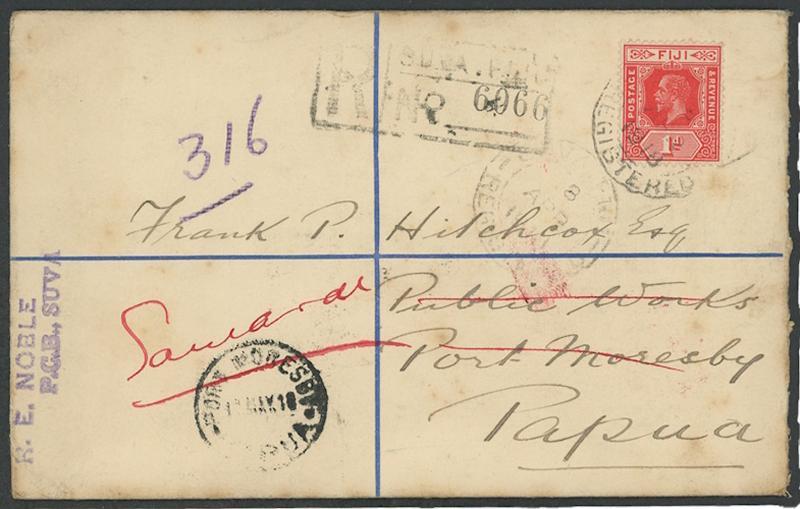 SUVA. FIJI
R No. 6066
FIJI
POSTAGE & REVENUE
1d
REGISTERED
316
Frank P. Hitchcox Esq
Public Works
Samarai
Port Moresby
Papua
PORT MORESBY
R. E. NOBLE
P.O.B., SUVA